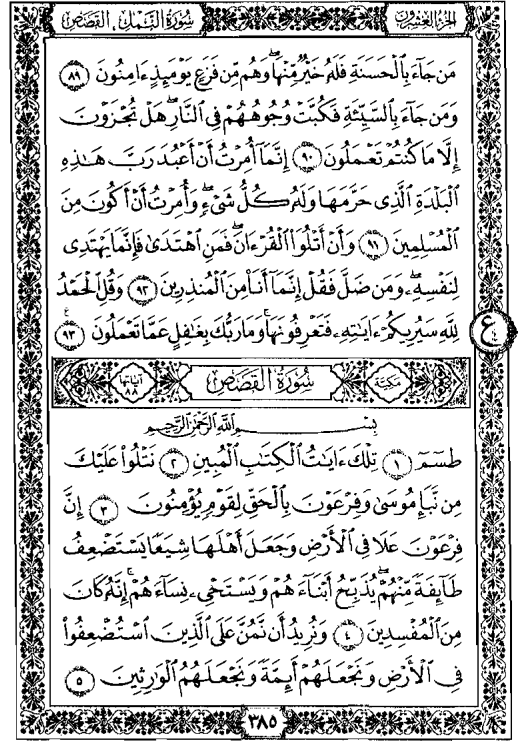 الجزء العشرون
سورة النمل ، القصص
مَن جَآءَ بِٱلْحَسَنَةِ فَلَهُۥ خَيْرٌ مِّنْهَا وَهُم مِّن فَزَعٍ يَوْمَئِذٍ ءَامِنُونَ ٨٩
وَمَن جَآءَ بِٱلسَّيِّئَةِ فَكُبَّتْ وُجُوهُهُمْ فِى ٱلنَّارِ هَلْ تُجْزَوْنَ
إِلَّا مَا كُنتُمْ تَعْمَلُونَ ٩٠ إِنَّمَآ أُمِرْتُ أَنْ أَعْبُدَ رَبَّ هَٰذِهِ
ٱلْبَلْدَةِ ٱلَّذِى حَرَّمَهَا وَلَهُۥ كُلُّ شَىْءٍ وَأُمِرْتُ أَنْ أَكُونَ مِنَ
ٱلْمُسْلِمِينَ ٩١ وَأَنْ أَتْلُوَا۟ ٱلْقُرْءَانَ فَمَنِ ٱهْتَدَىٰ فَإِنَّمَا يَهْتَدِى
لِنَفْسِهِۦ وَمَن ضَلَّ فَقُلْ إِنَّمَآ أَنَا۠ مِنَ ٱلْمُنذِرِينَ ٩٢ وَقُلِ ٱلْحَمْدُ
لِلَّهِ سَيُرِيكُمْ ءَايَٰتِهِۦ فَتَعْرِفُونَهَا وَمَا رَبُّكَ بِغَٰفِلٍ عَمَّا تَعْمَلُونَ ٩٣
ع
مكية
سورة القصص
آياتها ٨٨
بِسْمِ ٱللَّهِ ٱلرَّحْمَٰنِ ٱلرَّحِيمِ
طسٓمٓ ١ تِلْكَ ءَايَٰتُ ٱلْكِتَٰبِ ٱلْمُبِينِ ٢ نَتْلُوا۟ عَلَيْكَ
مِن نَّبَإِ مُوسَىٰ وَفِرْعَوْنَ بِٱلْحَقِّ لِقَوْمٍ يُؤْمِنُونَ ٣ إِنَّ
فِرْعَوْنَ عَلَا فِى ٱلْأَرْضِ وَجَعَلَ أَهْلَهَا شِيَعًا يَسْتَضْعِفُ
طَآئِفَةً مِّنْهُمْ يُذَبِّحُ أَبْنَآءَهُمْ وَيَسْتَحْىِۦ نِسَآءَهُمْ إِنَّهُۥ كَانَ
مِنَ ٱلْمُفْسِدِينَ ٤ وَنُرِيدُ أَن نَّمُنَّ عَلَى ٱلَّذِينَ ٱسْتُضْعِفُوا۟
فِى ٱلْأَرْضِ وَنَجْعَلَهُمْ أَئِمَّةً وَنَجْعَلَهُمُ ٱلْوَٰرِثِينَ ٥
٣٨٥